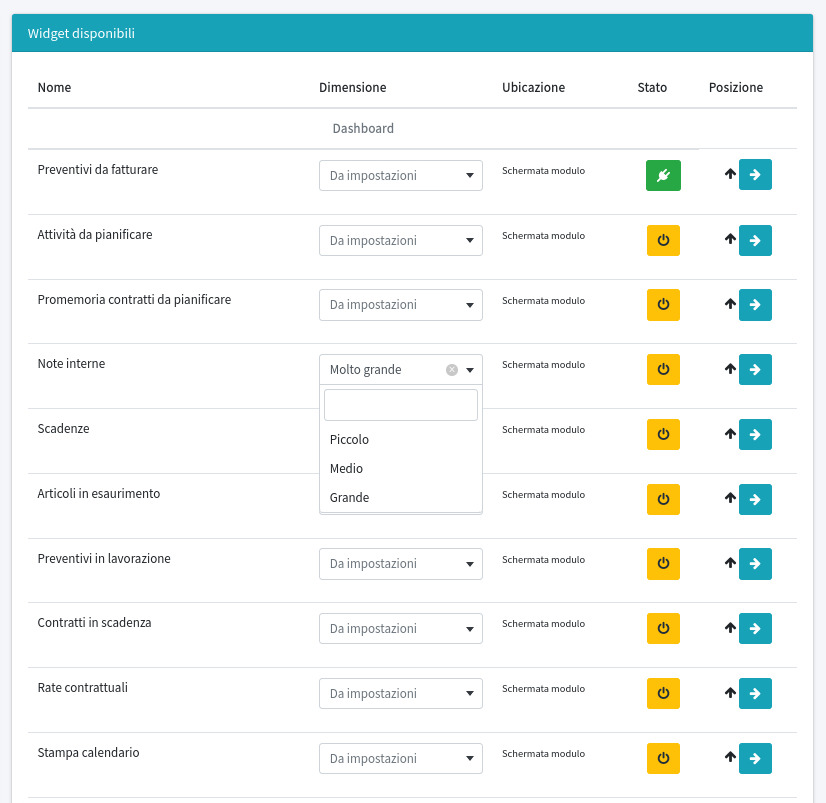 Widget disponibili
Nome Dimensione Ubicazione Stato Posizione
Dashboard
Preventivi da fatturare Da impostazioni Schermata modulo
Attività da pianificare Da impostazioni Schermata modulo
Promemoria contratti da pianificare Da impostazioni Schermata modulo
Note interne Molto grande Schermata modulo
Scadenze Schermata modulo
Piccolo
Medio
Grande
Articoli in esaurimento Schermata modulo
Preventivi in lavorazione Da impostazioni Schermata modulo
Contratti in scadenza Da impostazioni Schermata modulo
Rate contrattuali Da impostazioni Schermata modulo
Stampa calendario Da impostazioni Schermata modulo